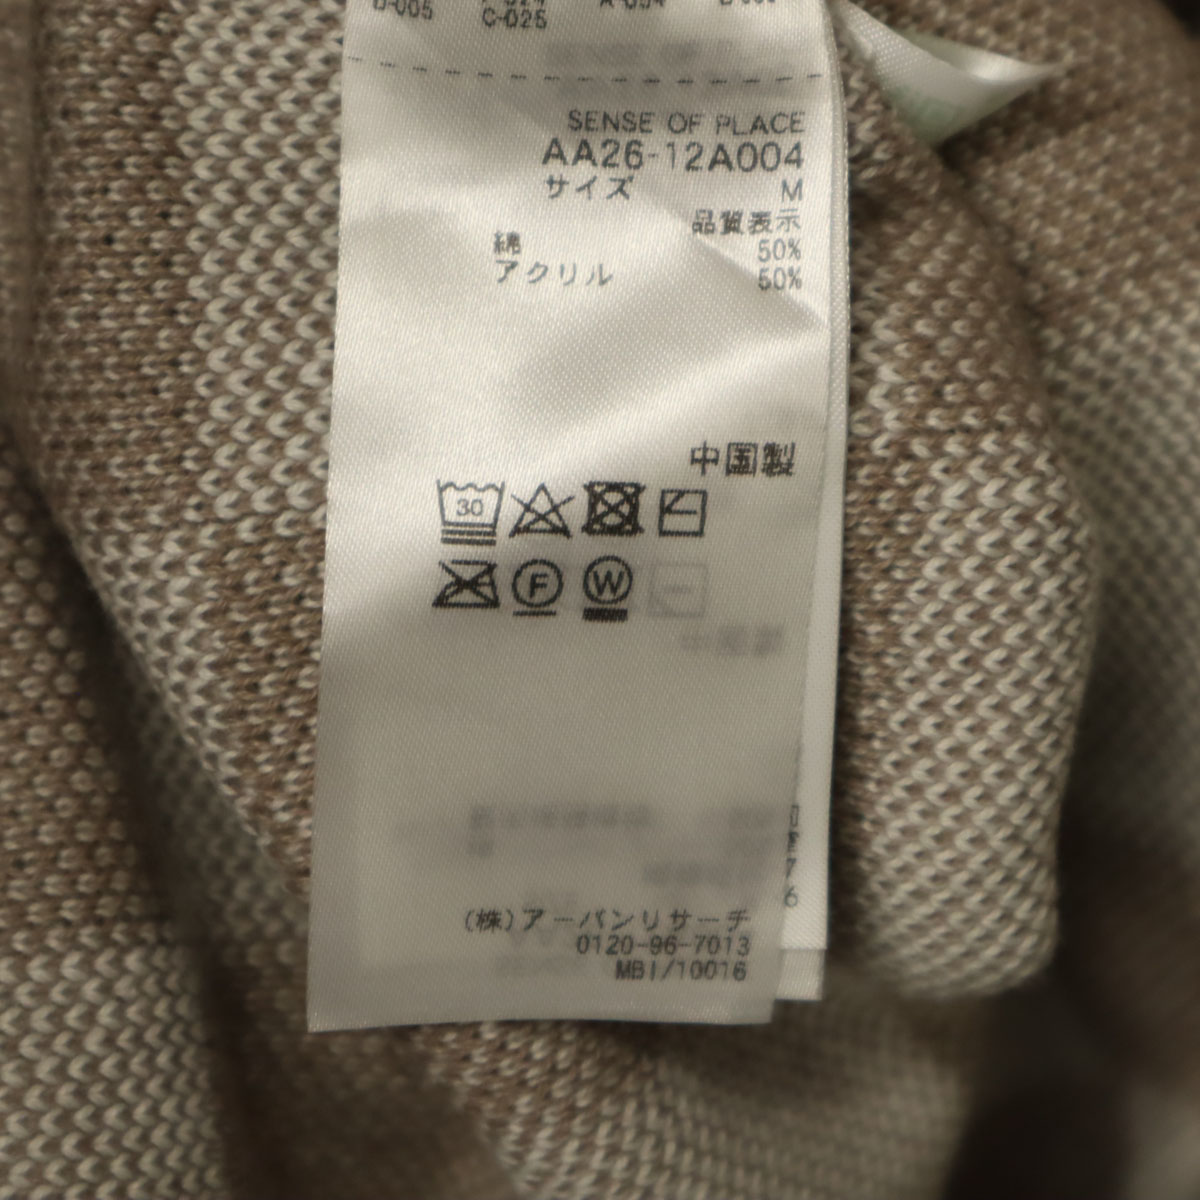 D-005
C-025
SENSE OF PLACE
AA26-12A004
サイズ M
品質表示
綿 50%
アクリル 50%
中国製
30
F W
(株)アーバンリサーチ
0120-96-7013
MBI/10016